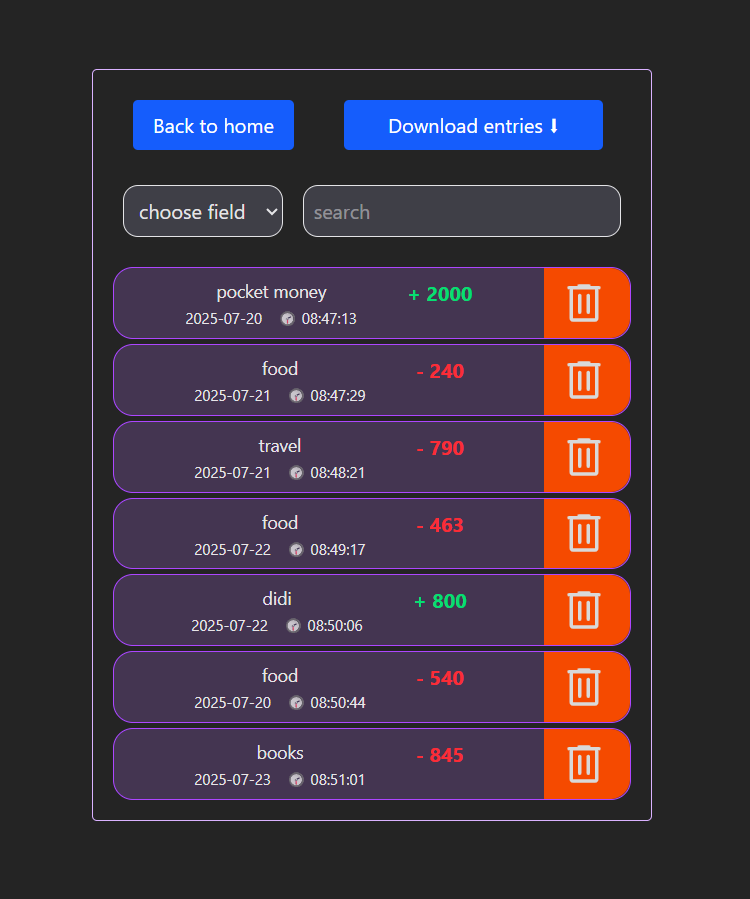 Back to home Download entries ⬇
choose field search
pocket money + 2000
2025-07-20 08:47:13
food - 240
2025-07-21 08:47:29
travel - 790
2025-07-21 08:48:21
food - 463
2025-07-22 08:49:17
didi + 800
2025-07-22 08:50:06
food - 540
2025-07-20 08:50:44
books - 845
2025-07-23 08:51:01